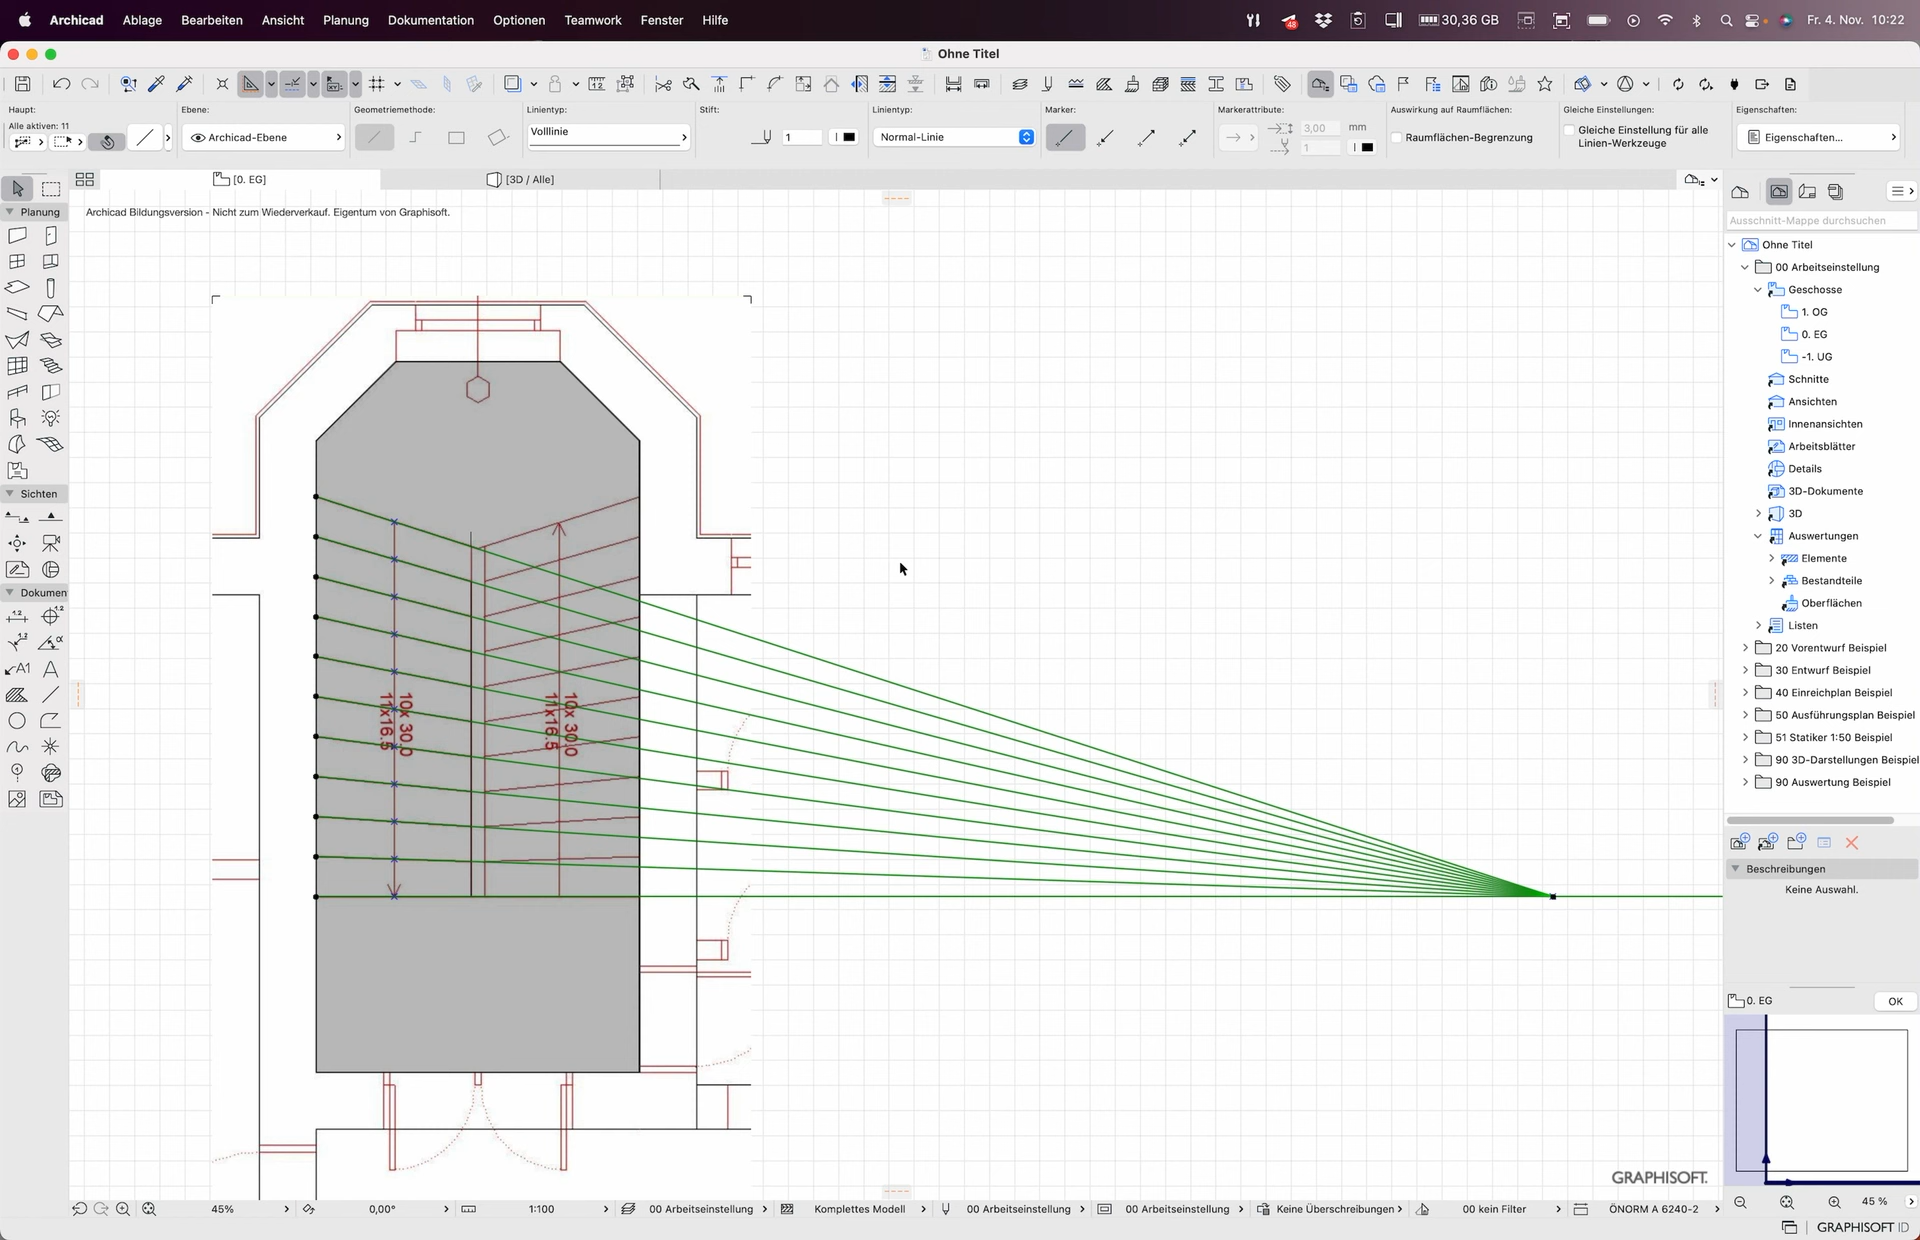 Archicad Ablage Bearbeiten Ansicht Planung Dokumentation Optionen Teamwork Fenster Hilfe 48 30,36 GB Fr. 4. Nov. 10:22
Ohne Titel
Haupt: Ebene: Geometriemethode: Linientyp: Stift: Linientyp: Marker: Markerattribute: Auswirkung auf Raumflächen: Gleiche Einstellungen: Eigenschaften:
Alle aktiven: 11
Archicad-Ebene
Volllinie
1
Normal-Linie
3,00 mm
1
Raumflächen-Begrenzung
Gleiche Einstellung für alle
Linien-Werkzeuge
Eigenschaften...
[0. EG] [3D / Alle]
Archicad Bildungsversion - Nicht zum Wiederverkauf. Eigentum von Graphisoft.
Planung
Sichten
Dokumen
1.2
1.2
1.2
A1 A
10x 30.0
11x16.5
10x 30.0
11x16.5
GRAPHISOFT.
Ausschnitt-Mappe durchsuchen
Ohne Titel
00 Arbeitseinstellung
Geschosse
1. OG
0. EG
-1. UG
Schnitte
Ansichten
Innenansichten
Arbeitsblätter
Details
3D-Dokumente
3D
Auswertungen
Elemente
Bestandteile
Oberflächen
Listen
20 Vorentwurf Beispiel
30 Entwurf Beispiel
40 Einreichplan Beispiel
50 Ausführungsplan Beispiel
51 Statiker 1:50 Beispiel
90 3D-Darstellungen Beispiel
90 Auswertung Beispiel
Beschreibungen
Keine Auswahl.
0. EG OK
45 %
45% 0,00° 1:100 00 Arbeitseinstellung Komplettes Modell 00 Arbeitseinstellung 00 Arbeitseinstellung Keine Überschreibungen 00 kein Filter ÖNORM A 6240-2
GRAPHISOFT ID